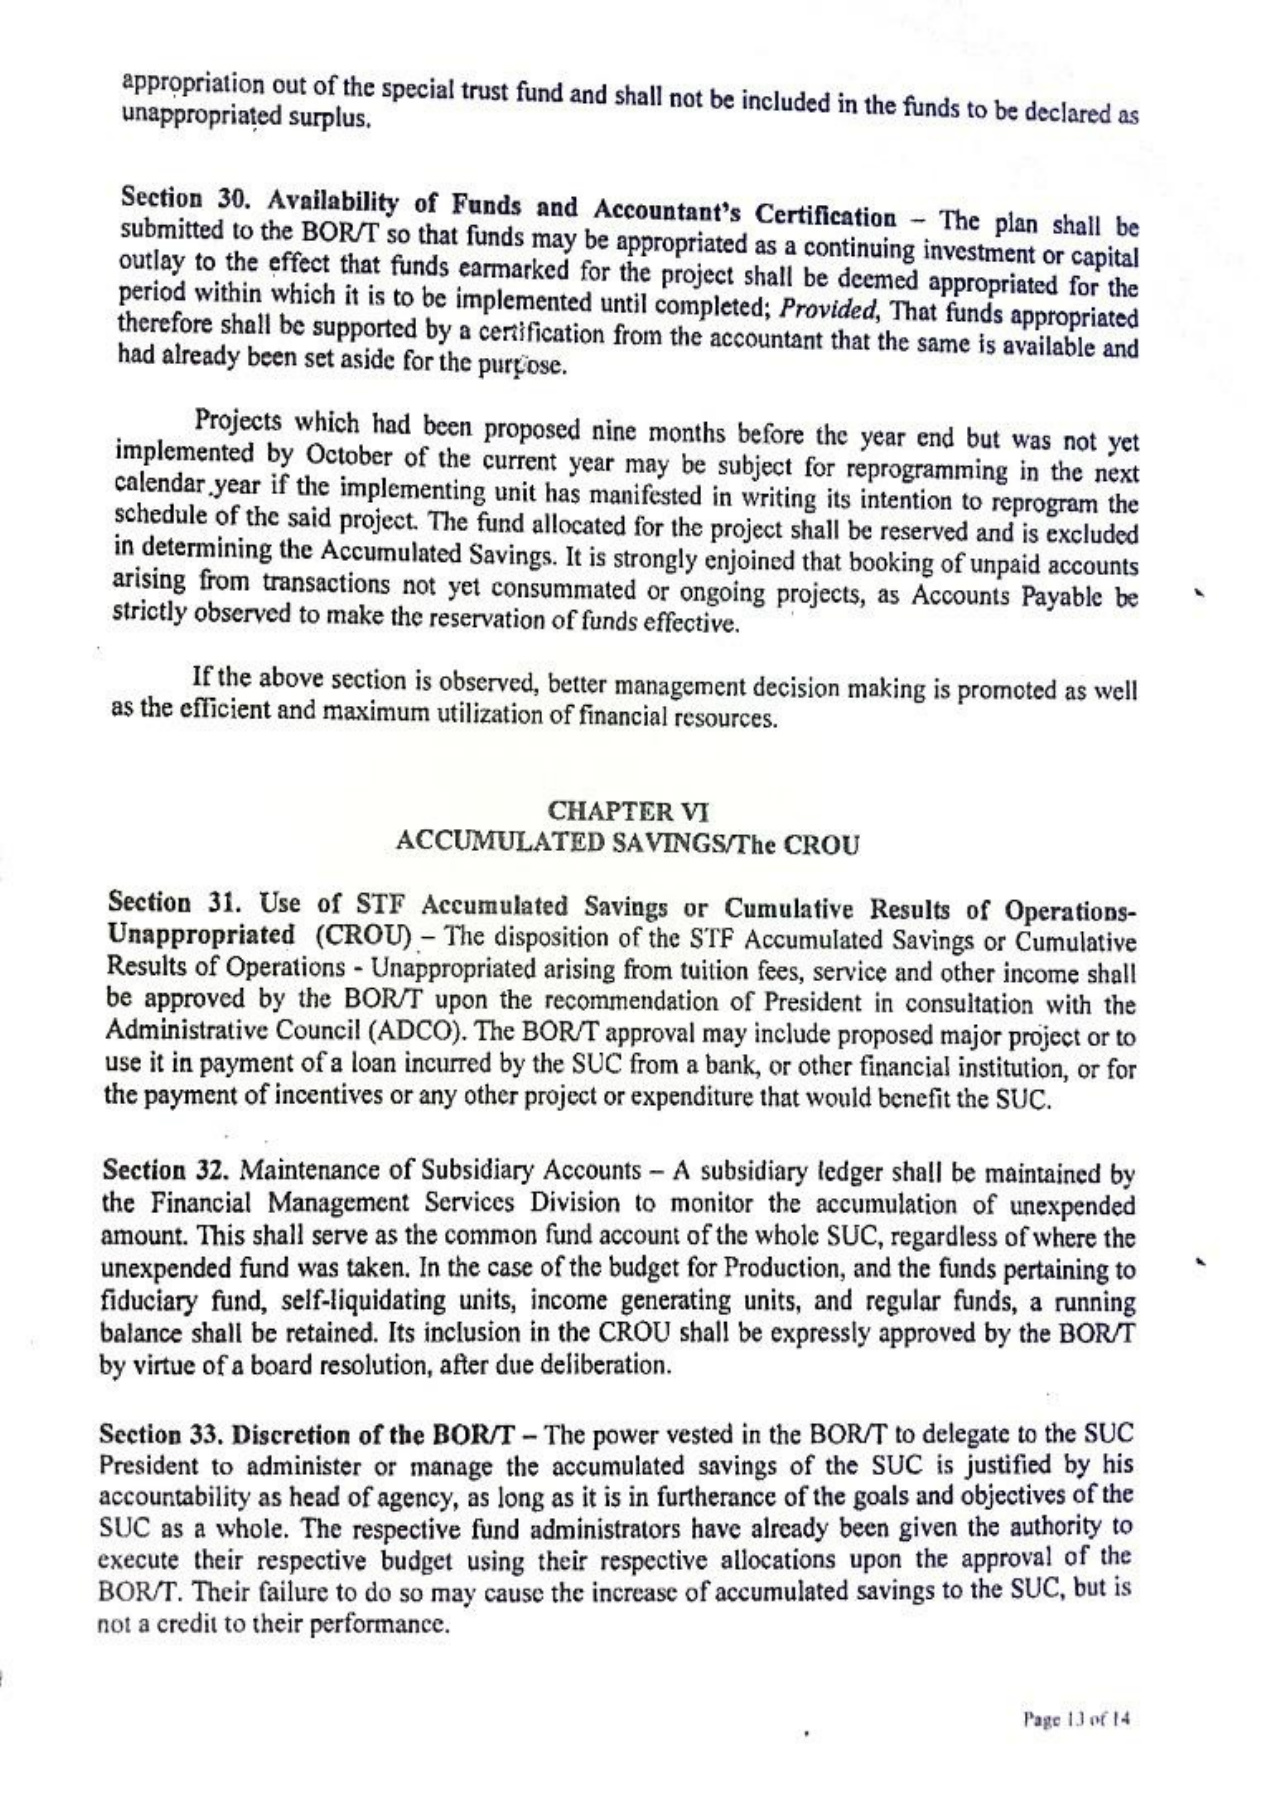 appropriation out of the special trust fund and shall not be included in the funds to be declared as
unappropriated surplus.
Section 30. Availability of Funds and Accountant's Certification – The plan shall be
submitted to the BOR/T so that funds may be appropriated as a continuing investment or capital
outlay to the effect that funds earmarked for the project shall be deemed appropriated for the
period within which it is to be implemented until completed; Provided, That funds appropriated
therefore shall be supported by a certification from the accountant that the same is available and
had already been set aside for the purpose.
Projects which had been proposed nine months before the year end but was not yet
implemented by October of the current year may be subject for reprogramming in the next
calendar year if the implementing unit has manifested in writing its intention to reprogram the
schedule of the said project. The fund allocated for the project shall be reserved and is excluded
in determining the Accumulated Savings. It is strongly enjoined that booking of unpaid accounts
arising from transactions not yet consummated or ongoing projects, as Accounts Payable be
strictly observed to make the reservation of funds effective.
If the above section is observed, better management decision making is promoted as well
as the efficient and maximum utilization of financial resources.
CHAPTER VI
ACCUMULATED SAVINGS/The CROU
Section 31. Use of STF Accumulated Savings or Cumulative Results of Operations-
Unappropriated (CROU) – The disposition of the STF Accumulated Savings or Cumulative
Results of Operations - Unappropriated arising from tuition fees, service and other income shall
be approved by the BOR/T upon the recommendation of President in consultation with the
Administrative Council (ADCO). The BOR/T approval may include proposed major project or to
use it in payment of a loan incurred by the SUC from a bank, or other financial institution, or for
the payment of incentives or any other project or expenditure that would benefit the SUC.
Section 32. Maintenance of Subsidiary Accounts – A subsidiary ledger shall be maintained by
the Financial Management Services Division to monitor the accumulation of unexpended
amount. This shall serve as the common fund account of the whole SUC, regardless of where the
unexpended fund was taken. In the case of the budget for Production, and the funds pertaining to
fiduciary fund, self-liquidating units, income generating units, and regular funds, a running
balance shall be retained. Its inclusion in the CROU shall be expressly approved by the BOR/T
by virtue of a board resolution, after due deliberation.
Section 33. Discretion of the BOR/T – The power vested in the BOR/T to delegate to the SUC
President to administer or manage the accumulated savings of the SUC is justified by his
accountability as head of agency, as long as it is in furtherance of the goals and objectives of the
SUC as a whole. The respective fund administrators have already been given the authority to
execute their respective budget using their respective allocations upon the approval of the
BOR/T. Their failure to do so may cause the increase of accumulated savings to the SUC, but is
not a credit to their performance.
Page 13 of 14